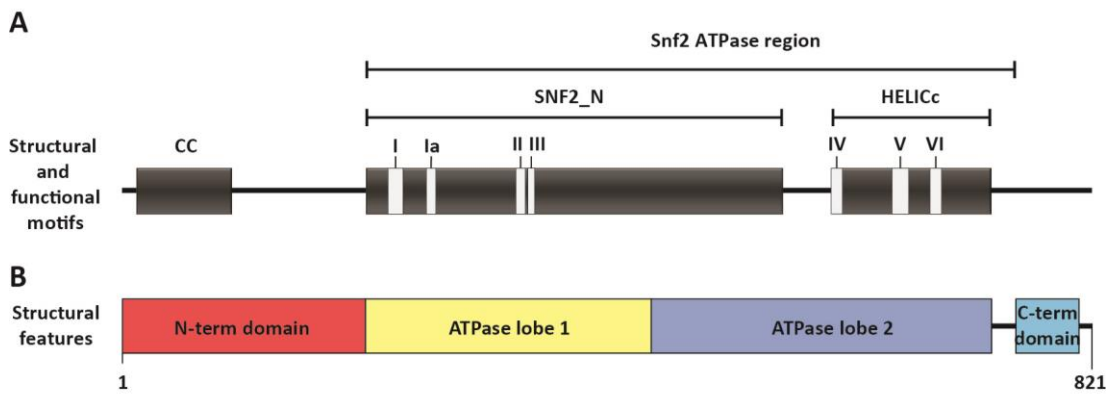 A
Snf2 ATPase region
SNF2_N
HELICc
Structural
and
functional
motifs
CC
I
Ia
II
III
IV
V
VI
B
Structural
features
N-term domain
ATPase lobe 1
ATPase lobe 2
C-term
domain
1
821